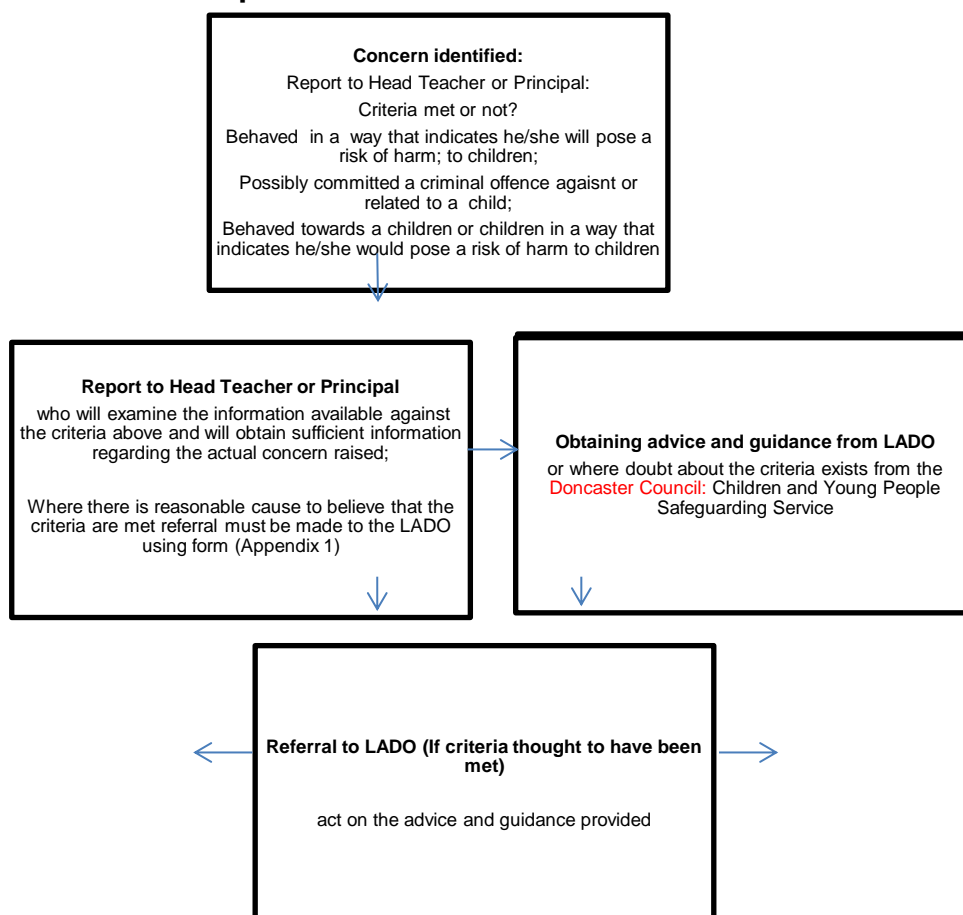 Concern identified:
Report to Head Teacher or Principal:
Criteria met or not?
Behaved in a way that indicates he/she will pose a
risk of harm; to children;
Possibly committed a criminal offence agaisnt or
related to a child;
Behaved towards a children or children in a way that
indicates he/she would pose a risk of harm to children
Report to Head Teacher or Principal
who will examine the information available against
the criteria above and will obtain sufficient information
regarding the actual concern raised;
Where there is reasonable cause to believe that the
criteria are met referral must be made to the LADO
using form (Appendix 1)
Obtaining advice and guidance from LADO
or where doubt about the criteria exists from the
Doncaster Council: Children and Young People
Safeguarding Service
Referral to LADO (If criteria thought to have been
met)
act on the advice and guidance provided